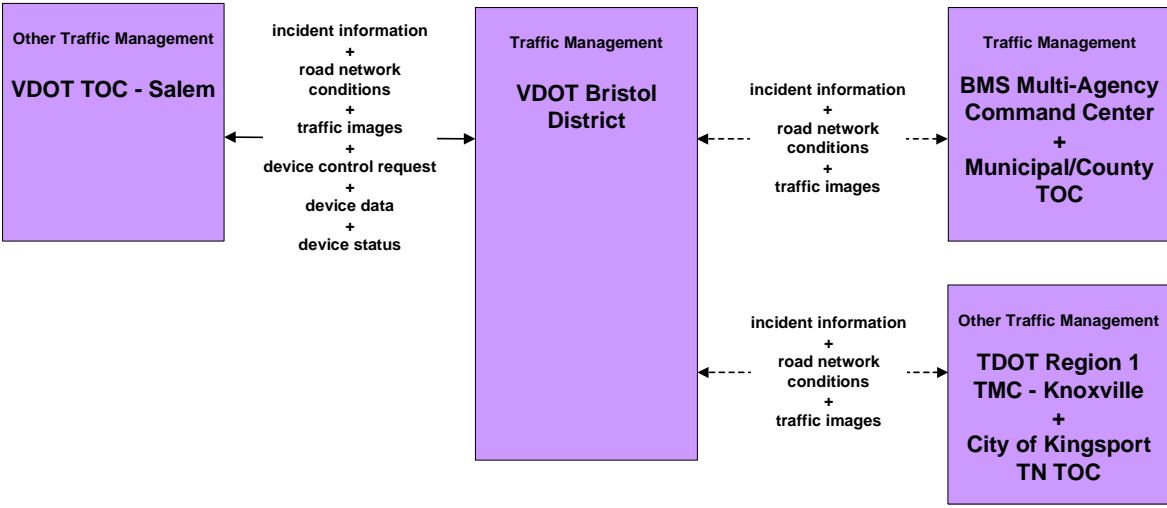 Other Traffic Management
VDOT TOC - Salem
incident information
+
road network
conditions
+
traffic images
+
device control request
+
device data
+
device status
Traffic Management
VDOT Bristol
District
incident information
+
road network
conditions
+
traffic images
Traffic Management
BMS Multi-Agency
Command Center
+
Municipal/County
TOC
incident information
+
road network
conditions
+
traffic images
Other Traffic Management
TDOT Region 1
TMC - Knoxville
+
City of Kingsport
TN TOC